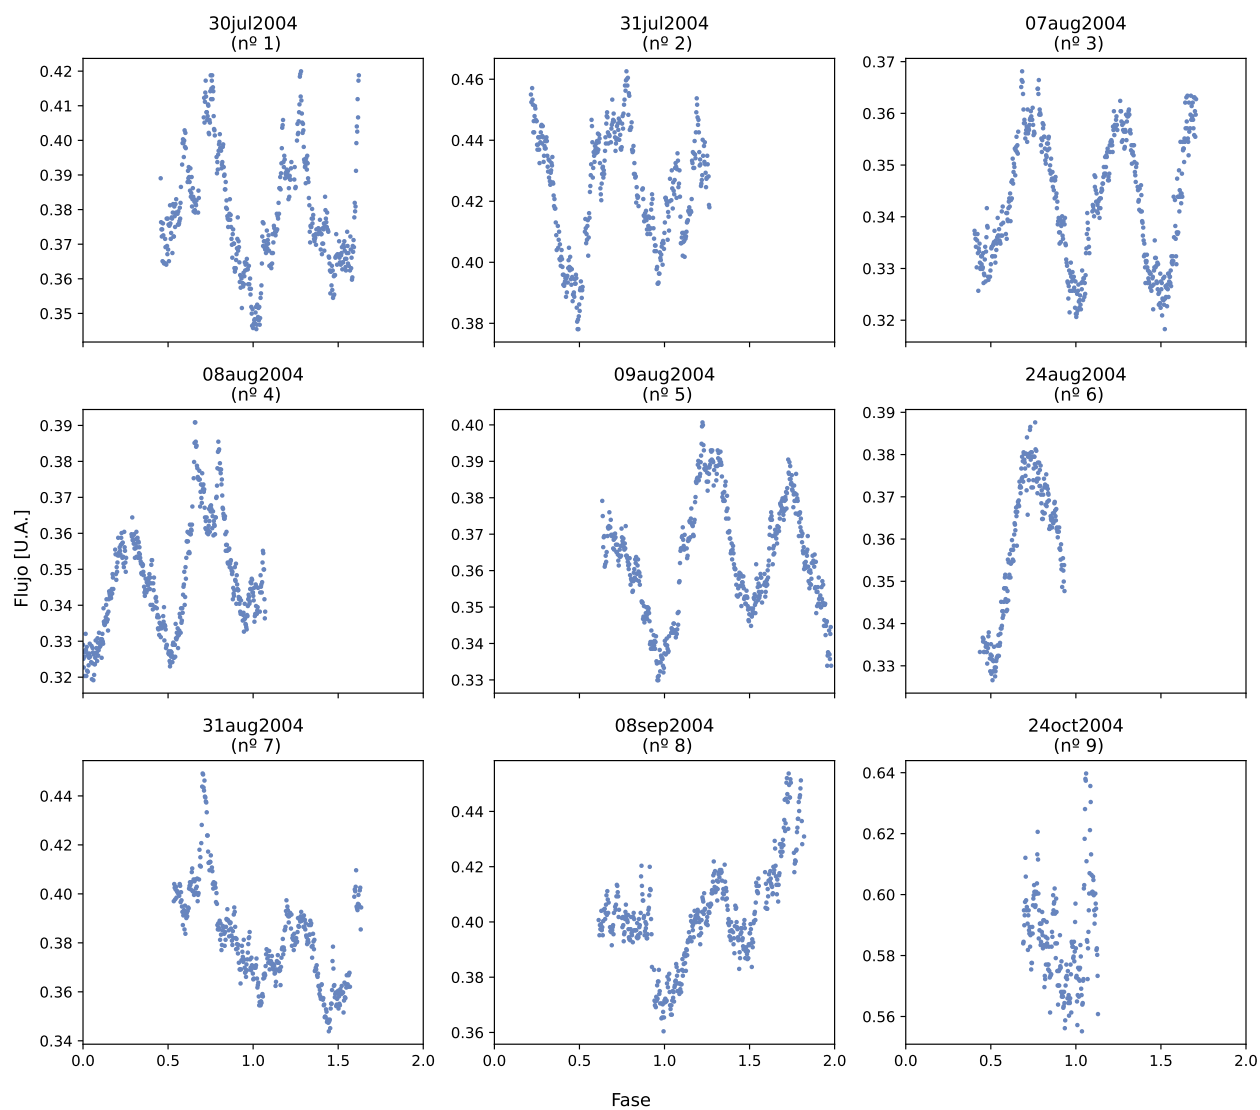 30jul2004
(nº 1)
31jul2004
(nº 2)
07aug2004
(nº 3)
0.42
0.41
0.40
0.39
0.38
0.37
0.36
0.35
0.46
0.44
0.42
0.40
0.38
0.37
0.36
0.35
0.34
0.33
0.32
08aug2004
(nº 4)
09aug2004
(nº 5)
24aug2004
(nº 6)
Flujo [U.A.]
0.39
0.38
0.37
0.36
0.35
0.34
0.33
0.32
0.40
0.39
0.38
0.37
0.36
0.35
0.34
0.33
0.39
0.38
0.37
0.36
0.35
0.34
0.33
31aug2004
(nº 7)
08sep2004
(nº 8)
24oct2004
(nº 9)
0.44
0.42
0.40
0.38
0.36
0.34
0.44
0.42
0.40
0.38
0.36
0.64
0.62
0.60
0.58
0.56
0.0 0.5 1.0 1.5 2.0
0.0 0.5 1.0 1.5 2.0
0.0 0.5 1.0 1.5 2.0
Fase